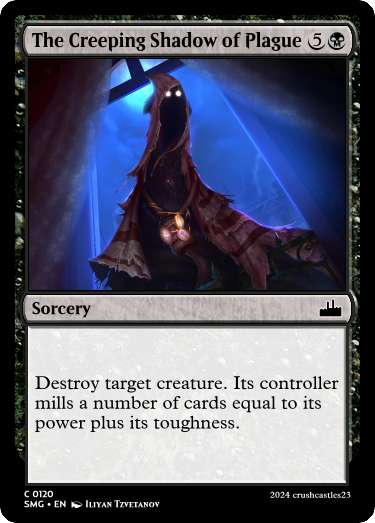 The Creeping Shadow of Plague 5
Sorcery
Destroy target creature. Its controller
mills a number of cards equal to its
power plus its toughness.
C 0120
SMG • EN Iliyan Tzvetanov
2024 crushcastles23